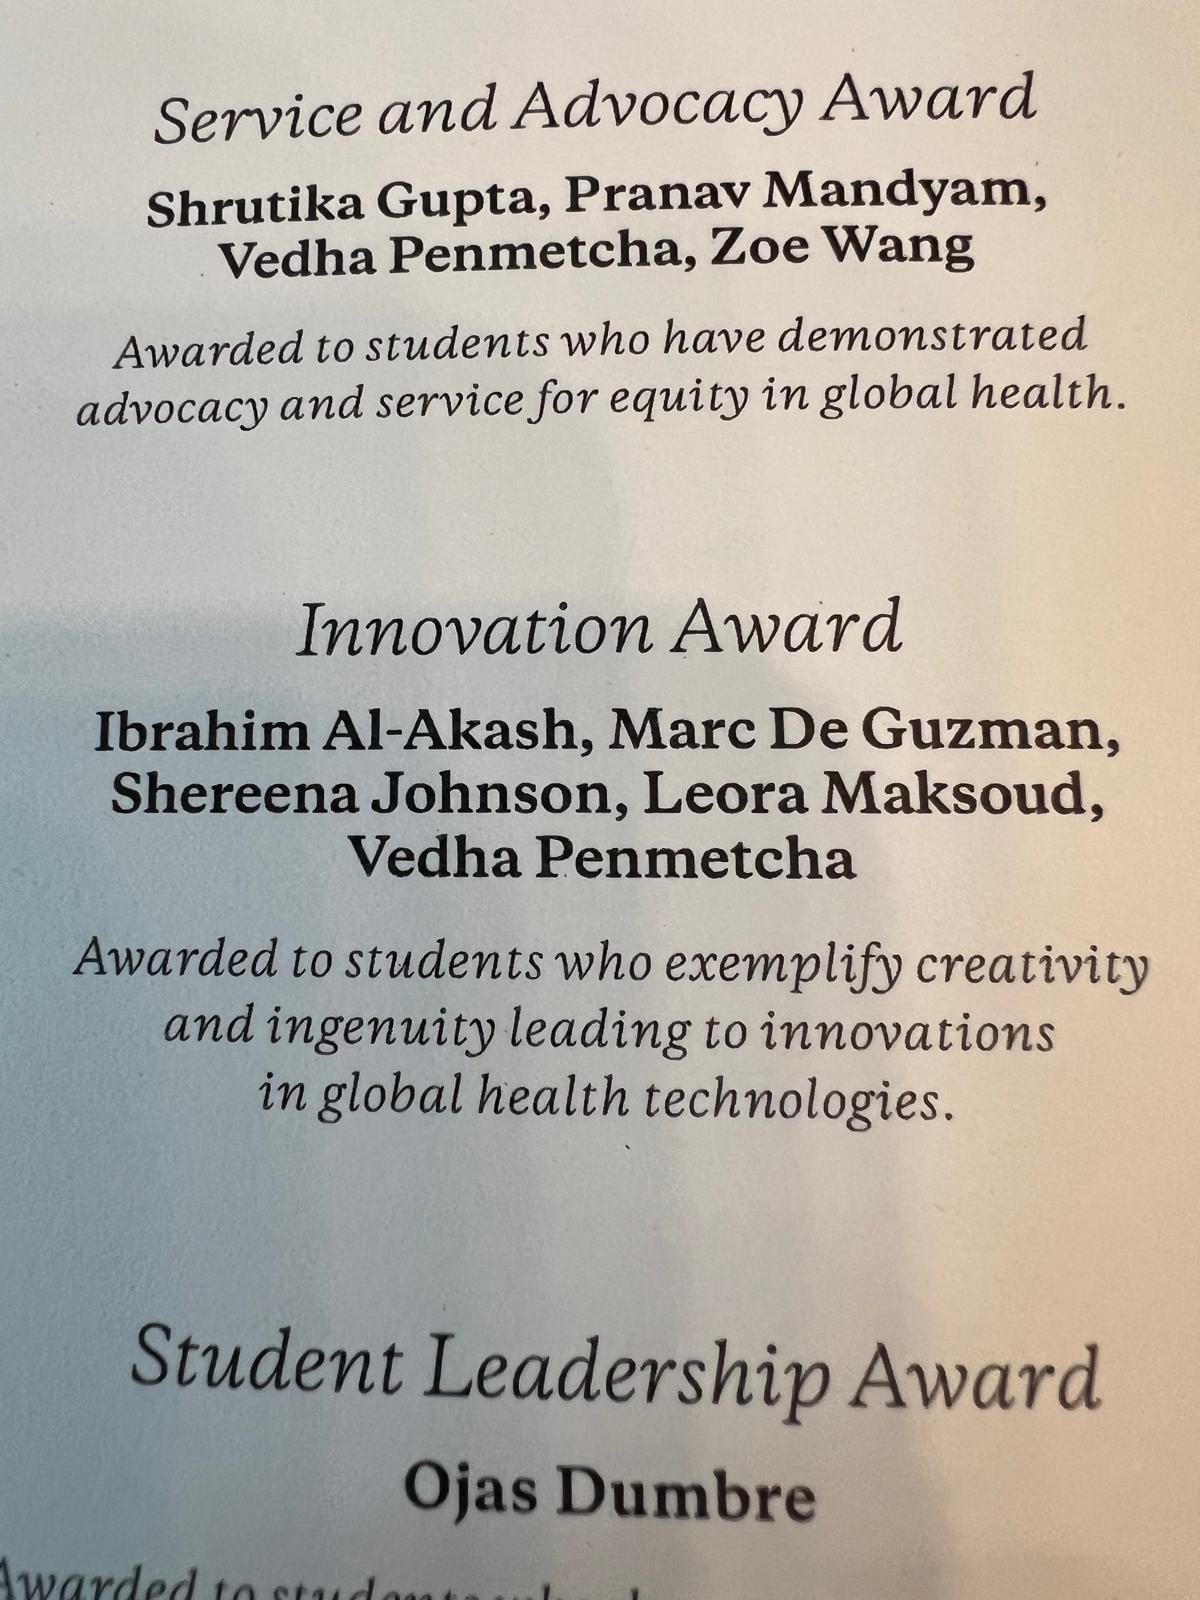 Service and Advocacy Award
Shrutika Gupta, Pranav Mandyam,
Vedha Penmetcha, Zoe Wang
Awarded to students who have demonstrated
advocacy and service for equity in global health.
Innovation Award
Ibrahim Al-Akash, Marc De Guzman,
Shereena Johnson, Leora Maksoud,
Vedha Penmetcha
Awarded to students who exemplify creativity
and ingenuity leading to innovations
in global health technologies.
Student Leadership Award
Ojas Dumbre
Awarded to students who